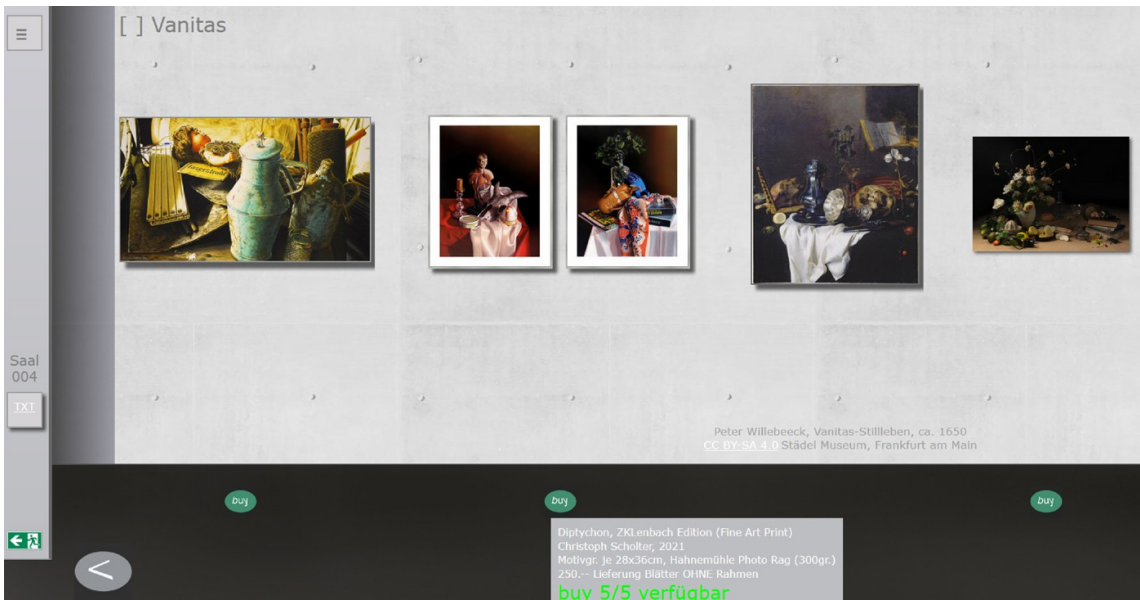 [ ] Vanitas
Saal
004
TXT
Peter Willebeeck, Vanitas-Stillleben, ca. 1650
CC BY-SA 4.0 Städel Museum, Frankfurt am Main
buy
buy
buy
Diptychon, ZKLenbach Edition (Fine Art Print)
Christoph Scholter, 2021
Motivgr. je 28x36cm, Hahnemühle Photo Rag (300gr.)
250.-- Lieferung Blätter OHNE Rahmen
buy 5/5 verfügbar